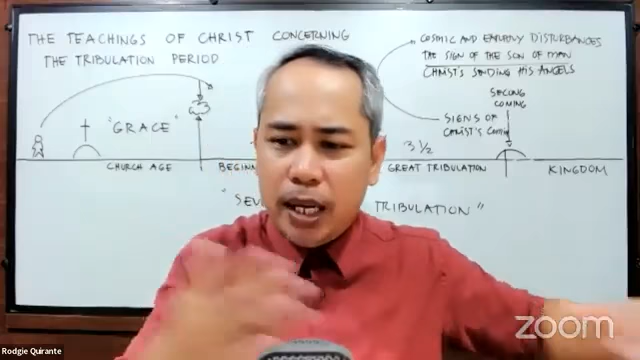 THE TEACHINGS OF CHRIST CONCERNING
THE TRIBULATION PERIOD
COSMIC AND EARTHLY DISTURBANCES
THE SIGN OF THE SON OF MAN
CHRIST'S SENDING HIS ANGELS
SECOND
COMING
"GRACE"
SIGNS OF
CHRIST'S
3 1/2
CHURCH AGE
GREAT TRIBULATION
KINGDOM
TRIBULATION"
zoom
Rodgie Quirante